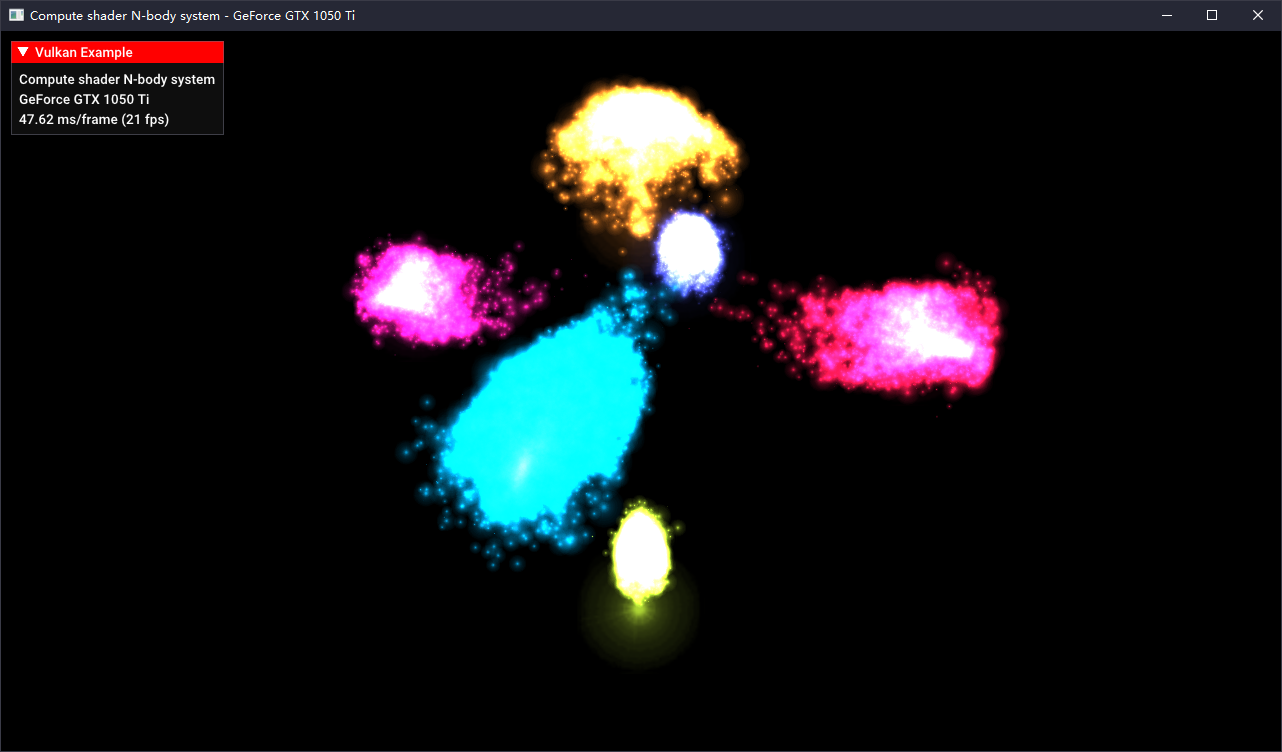 Compute shader N-body system - GeForce GTX 1050 Ti
Vulkan Example
Compute shader N-body system
GeForce GTX 1050 Ti
47.62 ms/frame (21 fps)